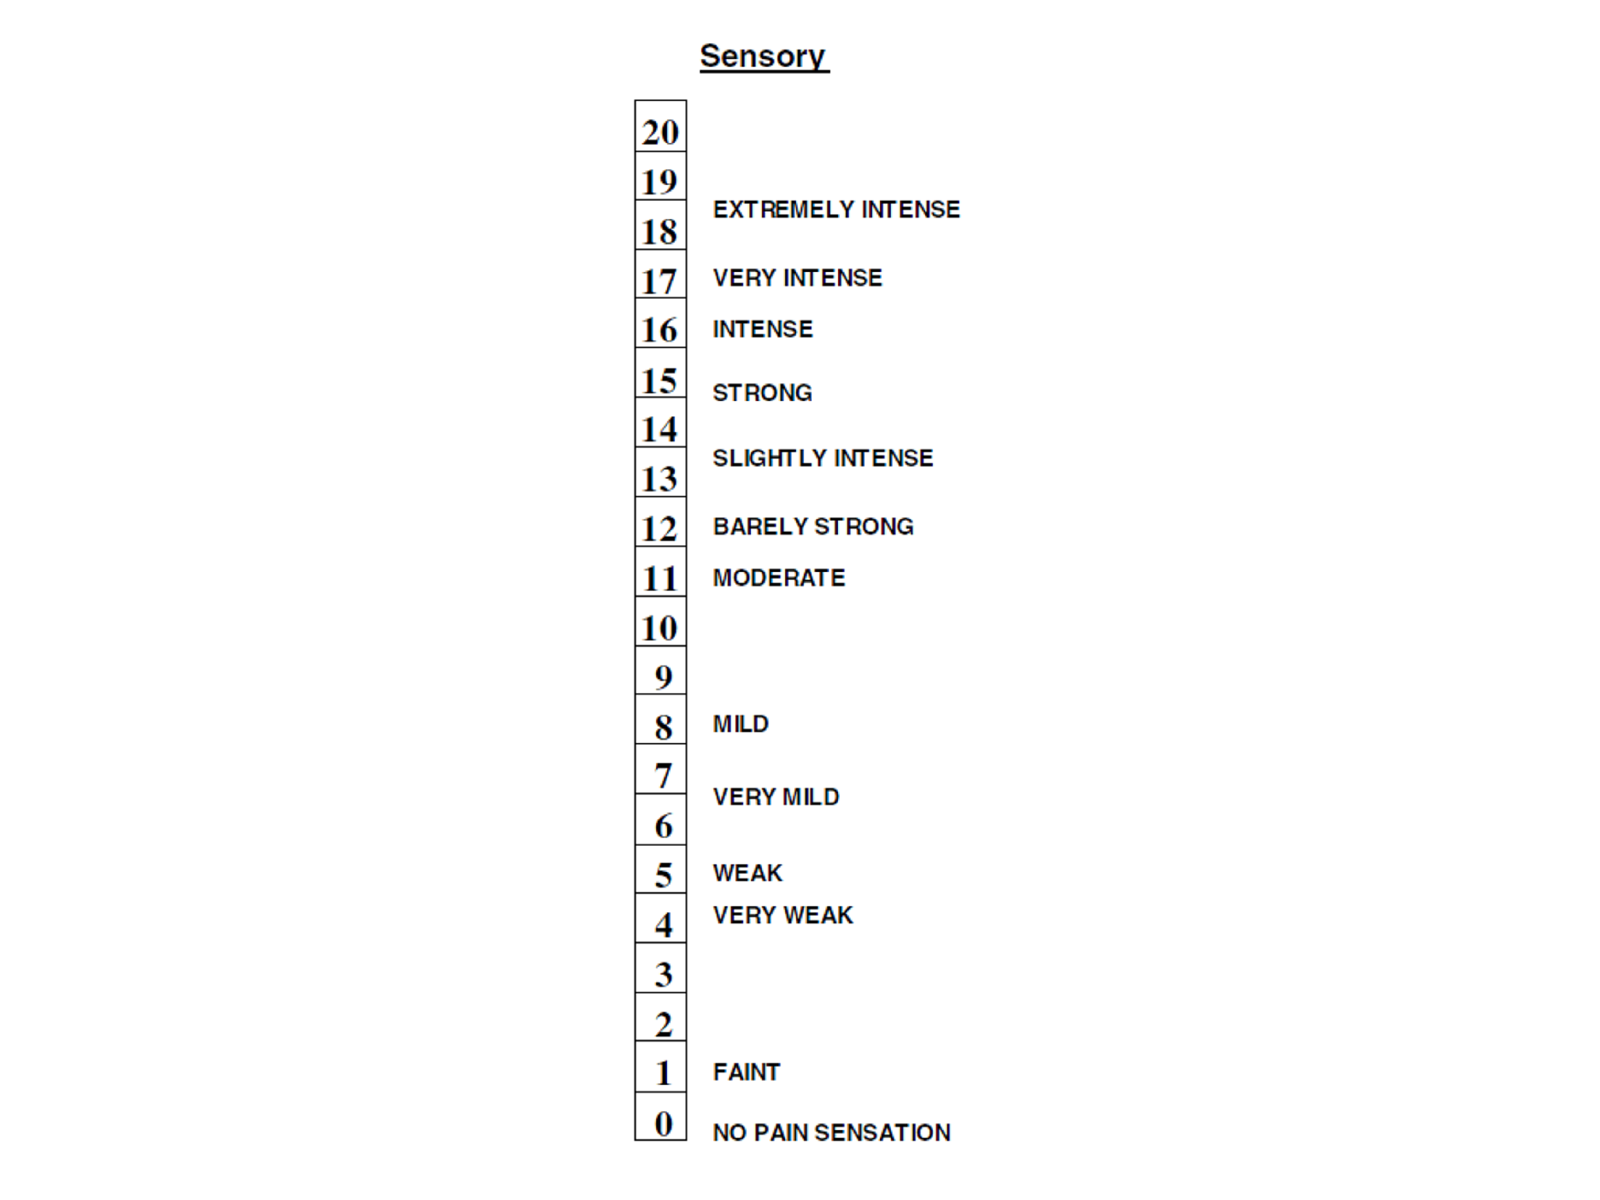 Sensory
20
19
EXTREMELY INTENSE
18
17 VERY INTENSE
16 INTENSE
15 STRONG
14
SLIGHTLY INTENSE
13
12 BARELY STRONG
11 MODERATE
10
9
8 MILD
7
VERY MILD
6
5 WEAK
4 VERY WEAK
3
2
1 FAINT
0 NO PAIN SENSATION